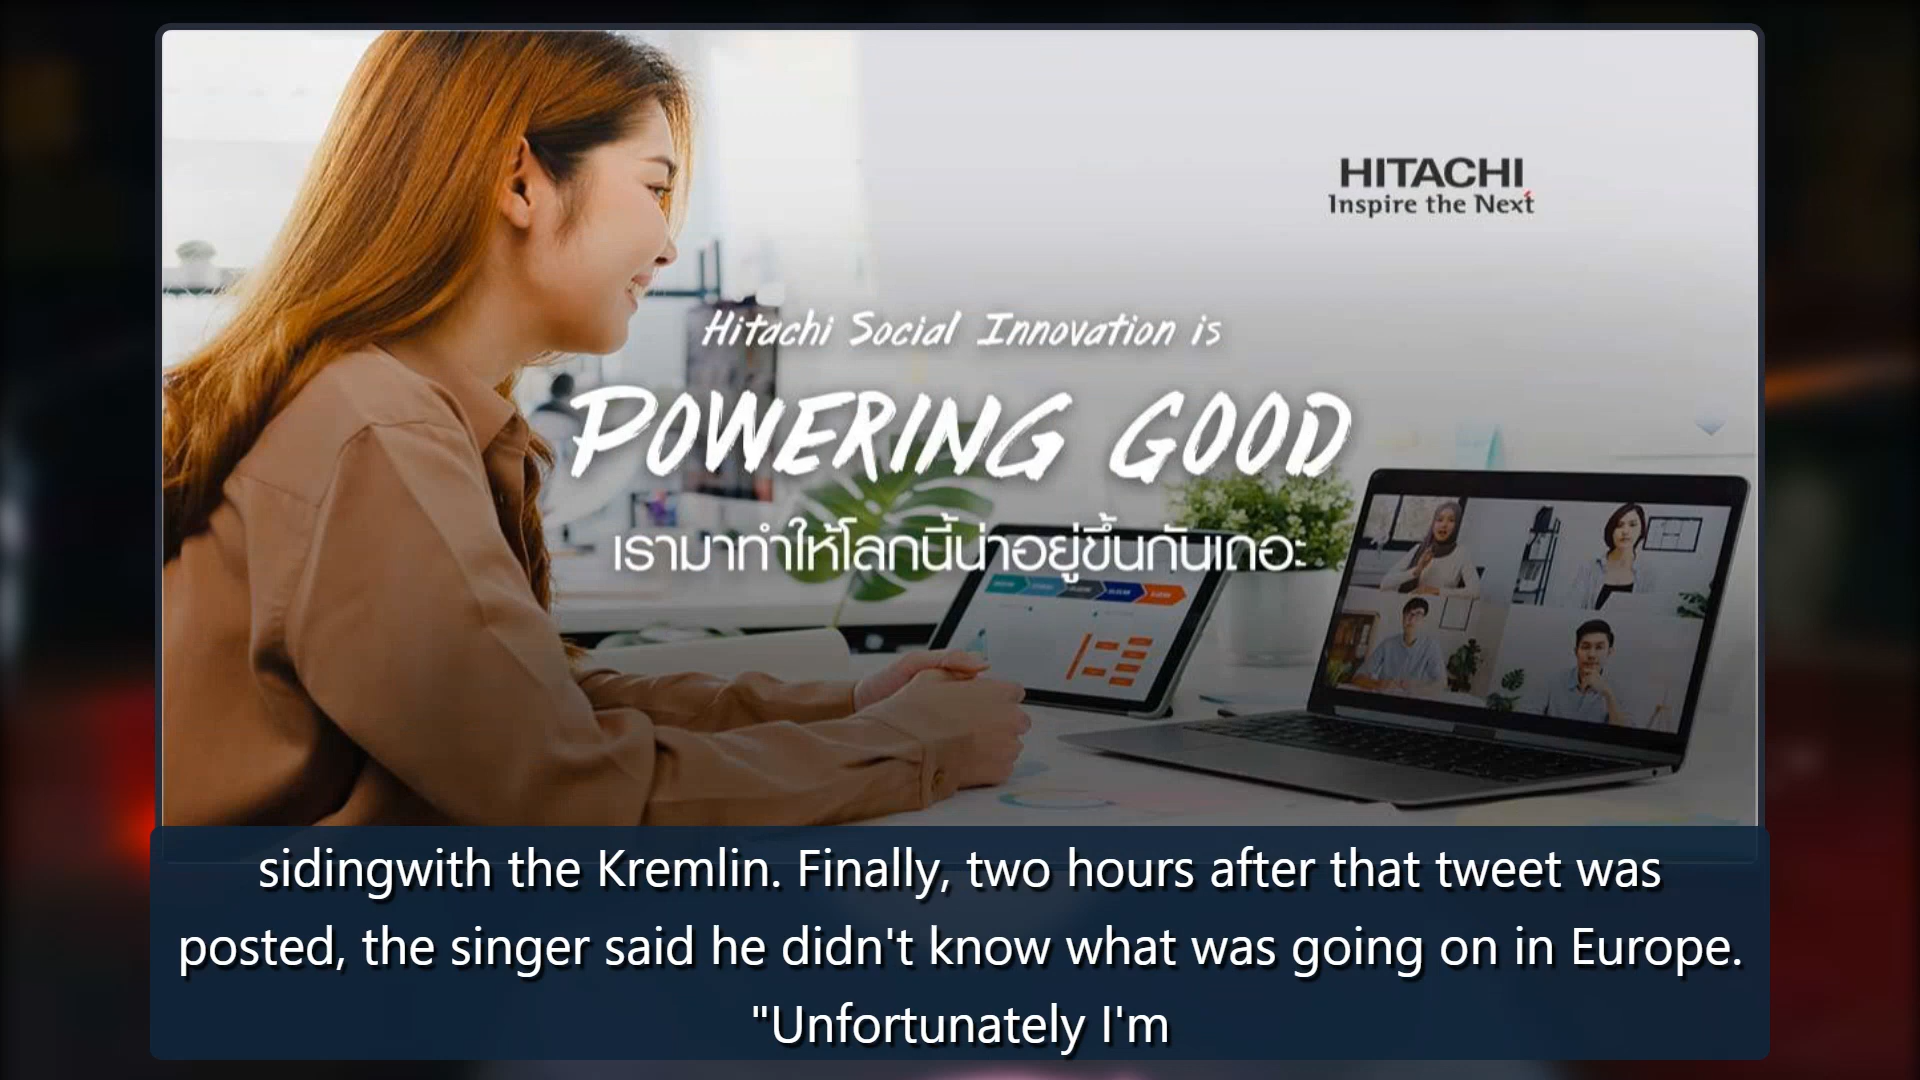 HITACHI
Inspire the Next
Hitachi Social Innovation is
POWERING GOOD
เรามาทำให้โลกนี้น่าอยู่ขึ้นกันเถอะ
sidingwith the Kremlin. Finally, two hours after that tweet was
posted, the singer said he didn't know what was going on in Europe.
"Unfortunately I'm